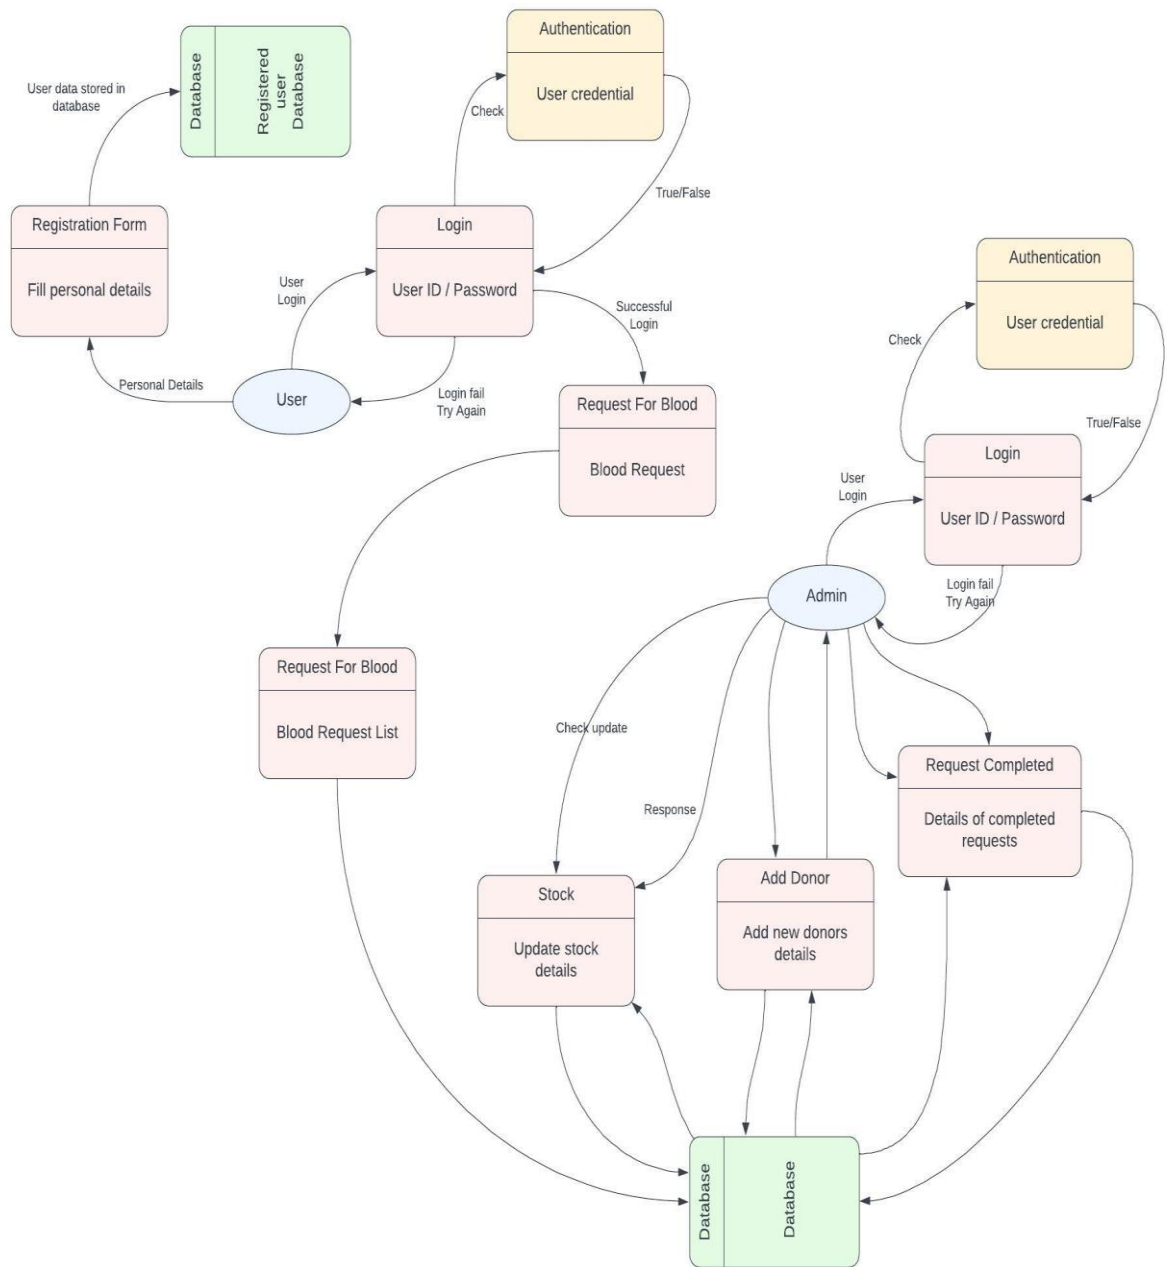 Authentication
User credential
Database
Registered
user
Database
User data stored in
database
Check
True/False
Registration Form
Fill personal details
Login
User ID / Password
User
Login
Successful
Login
Personal Details
User
Login fail
Try Again
Request For Blood
Blood Request
Authentication
User credential
Check
True/False
Login
User ID / Password
User
Login
Login fail
Try Again
Admin
Request For Blood
Blood Request List
Check update
Response
Request Completed
Details of completed
requests
Stock
Update stock
details
Add Donor
Add new donors
details
Database
Database